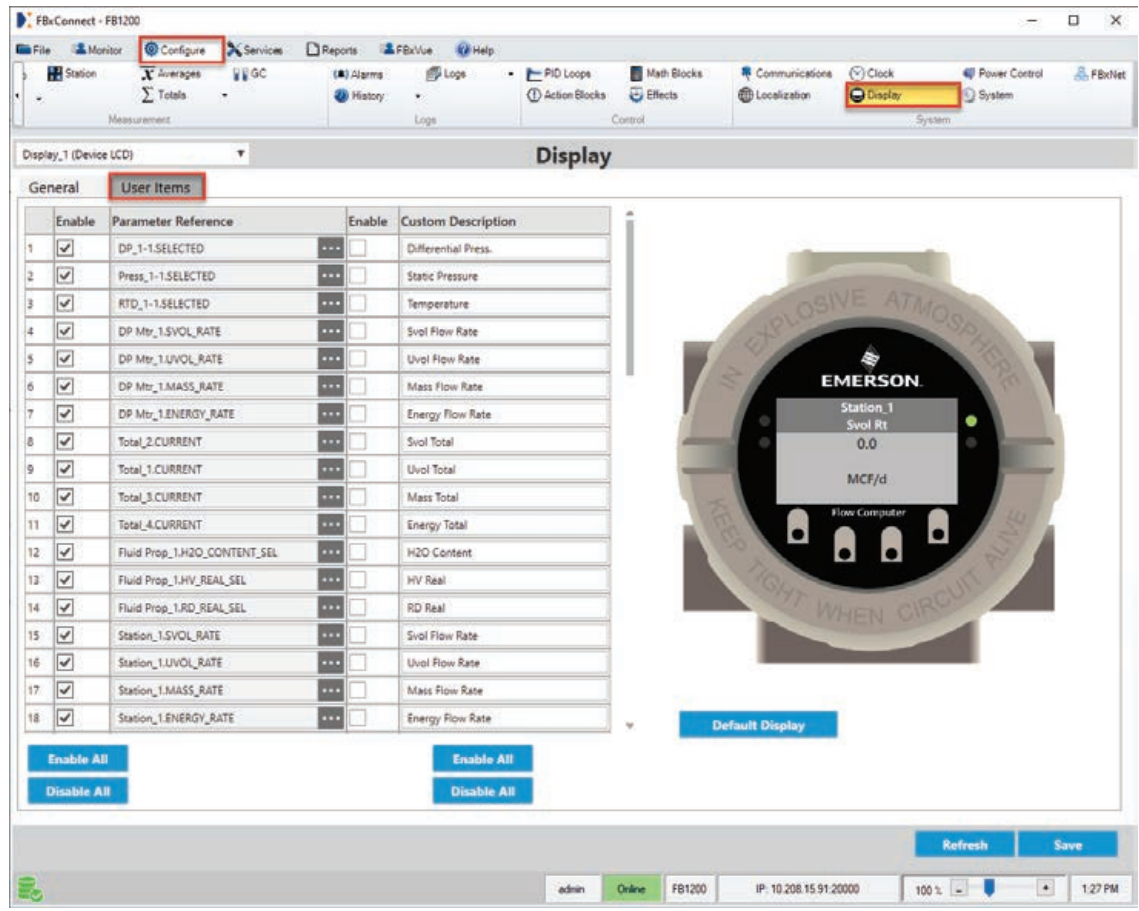 FBxConnect - FB1200
File Monitor Configure Services Reports FBxVue Help
Station Averages GC Alarms Logs PID Loops Math Blocks Communications Clock Power Control FBxNet
Totals History Action Blocks Effects Localization Display System
Measurement Logs Control System
Display_1 (Device LCD)
Display
General User Items
Enable Parameter Reference Enable Custom Description
1 DP_1-1.SELECTED ... Differential Press.
2 Press_1-1.SELECTED ... Static Pressure
3 RTD_1-1.SELECTED ... Temperature
4 DP Mtr_1.SVOL_RATE ... Svol Flow Rate
5 DP Mtr_1.UVOL_RATE ... Uvol Flow Rate
6 DP Mtr_1.MASS_RATE ... Mass Flow Rate
7 DP Mtr_1.ENERGY_RATE ... Energy Flow Rate
8 Total_2.CURRENT ... Svol Total
9 Total_1.CURRENT ... Uvol Total
10 Total_3.CURRENT ... Mass Total
11 Total_4.CURRENT ... Energy Total
12 Fluid Prop_1.H2O_CONTENT_SEL ... H2O Content
13 Fluid Prop_1.HV_REAL_SEL ... HV Real
14 Fluid Prop_1.RD_REAL_SEL ... RD Real
15 Station_1.SVOL_RATE ... Svol Flow Rate
16 Station_1.UVOL_RATE ... Uvol Flow Rate
17 Station_1.MASS_RATE ... Mass Flow Rate
18 Station_1.ENERGY_RATE ... Energy Flow Rate
Enable All Enable All
Disable All Disable All
IN EXPLOSIVE ATMOSPHERE
EMERSON.
Station_1
Svol Rt
0.0
MCF/d
Flow Computer
KEEP TIGHT WHEN CIRCUIT ALIVE
Default Display
Refresh Save
admin Online FB1200 IP: 10.208.15.91:20000 100 % - + 1:27 PM